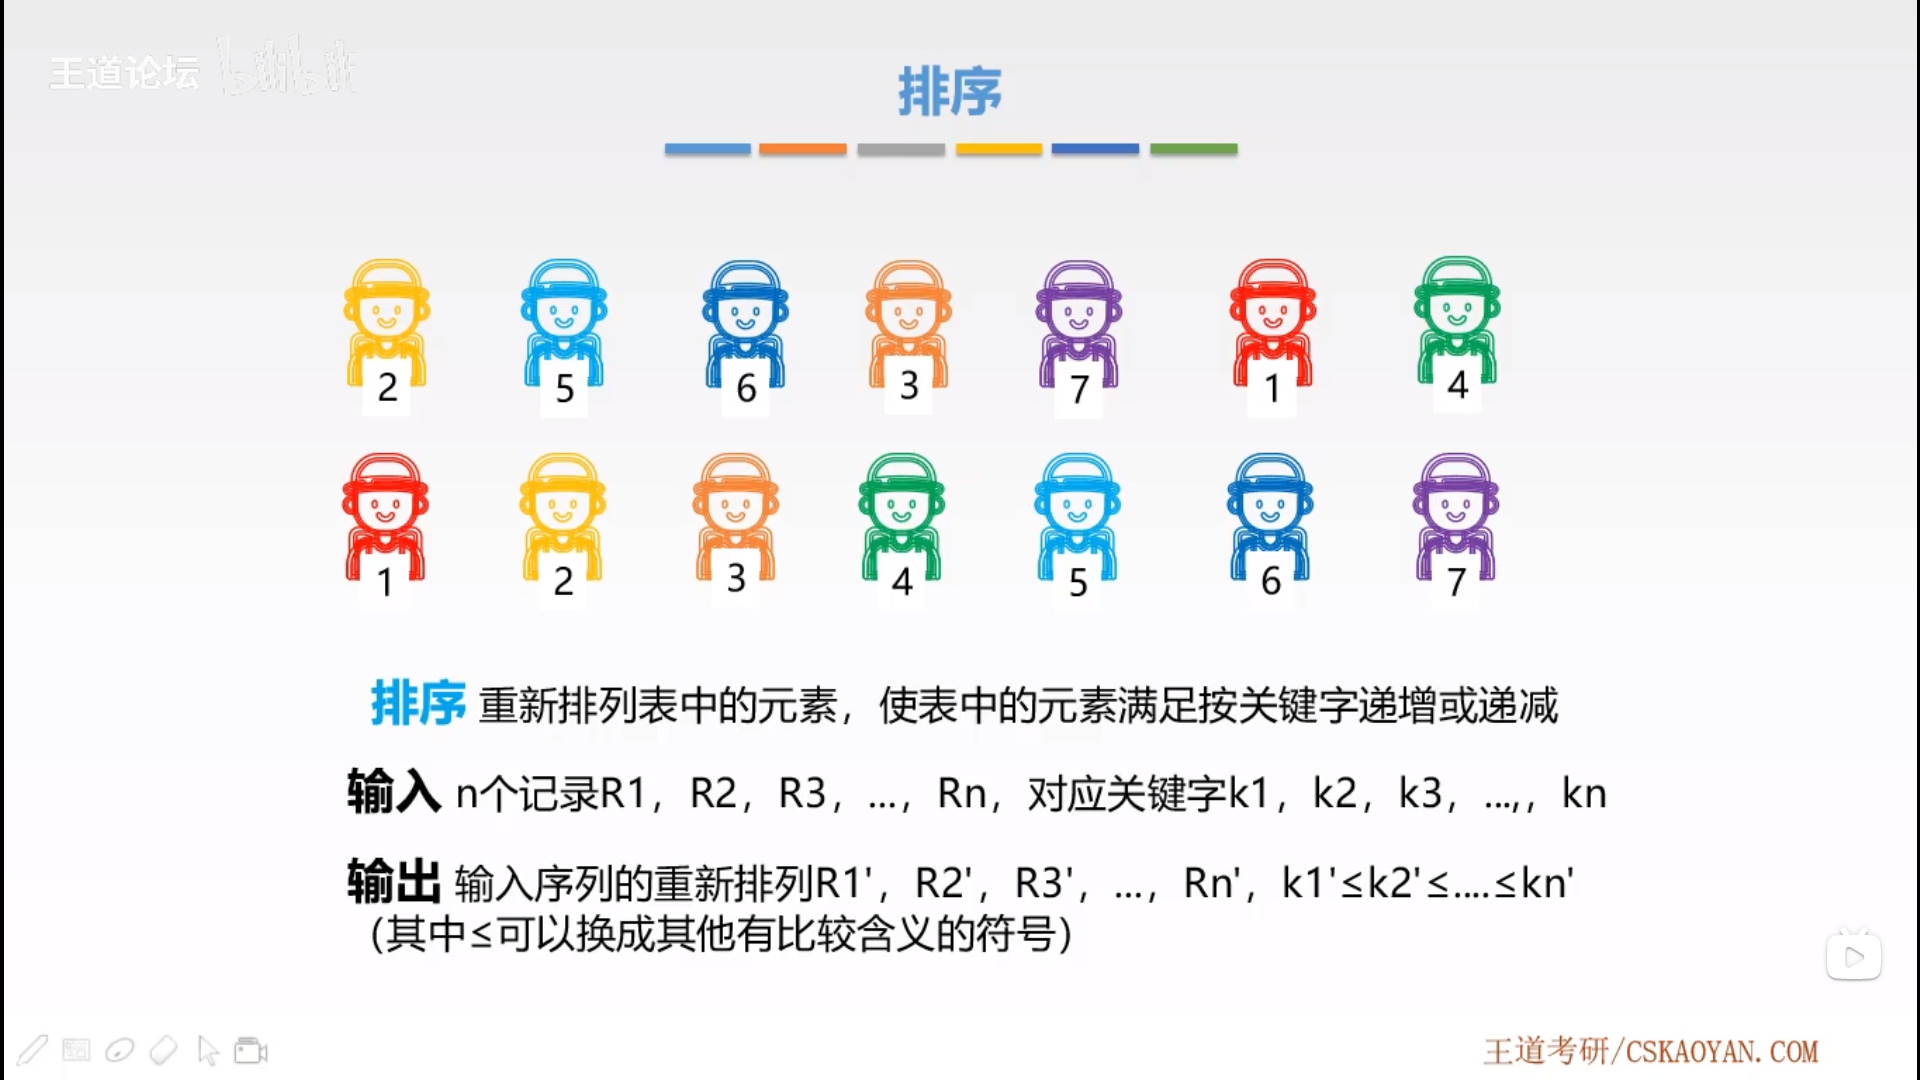 王道论坛 bilibili
排序
2 5 6 3 7 1 4
1 2 3 4 5 6 7
排序 重新排列表中的元素，使表中的元素满足按关键字递增或递减
输入 n个记录R1，R2，R3，...，Rn，对应关键字k1，k2，k3，...,，kn
输出 输入序列的重新排列R1'，R2'，R3'，...，Rn'，k1'≤k2'≤....≤kn'
（其中≤可以换成其他有比较含义的符号）
王道考研/CSKAOYAN.COM